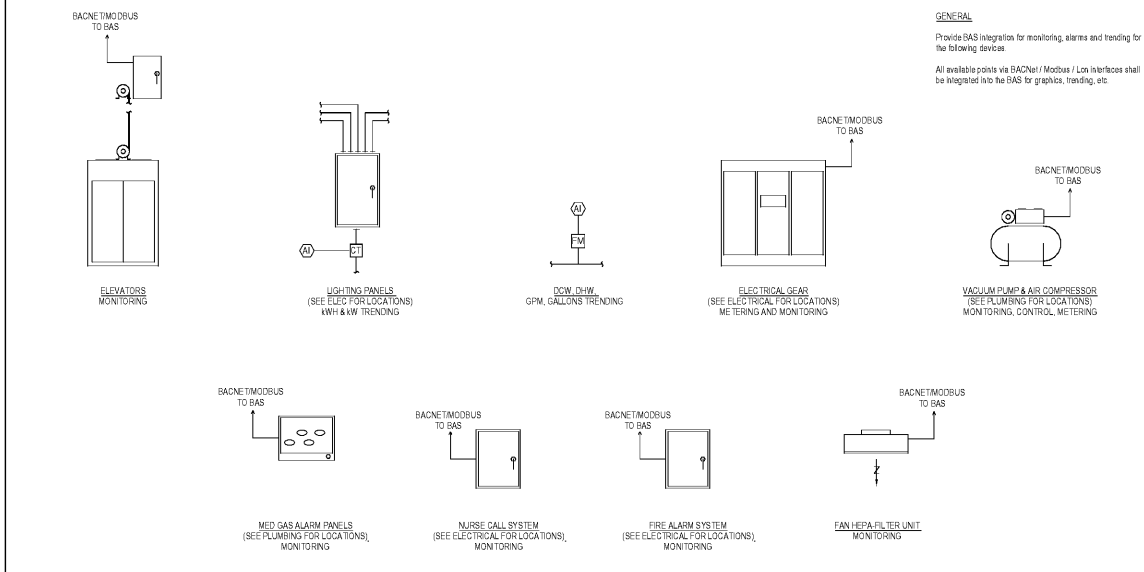 BACNET/MODBUS
TO BAS
ELEVATORS
MONITORING
AI
CT
LIGHTING PANELS
(SEE ELEC FOR LOCATIONS)
kWH & kW TRENDING
AI
FM
DCW, DHW,
GPM, GALLONS TRENDING
BACNET/MODBUS
TO BAS
ELECTRICAL GEAR
(SEE ELECTRICAL FOR LOCATIONS)
METERING AND MONITORING
GENERAL
Provide BAS integration for monitoring, alarms and trending for
the following devices.
All available points via BACNet / Modbus / Lon interfaces shall
be integrated into the BAS for graphics, trending, etc
BACNET/MODBUS
TO BAS
VACUUM PUMP & AIR COMPRESSOR
(SEE PLUMBING FOR LOCATIONS)
MONITORING, CONTROL, METERING
BACNET/MODBUS
TO BAS
MED GAS ALARM PANELS
(SEE PLUMBING FOR LOCATIONS),
MONITORING
BACNET/MODBUS
TO BAS
NURSE CALL SYSTEM
(SEE ELECTRICAL FOR LOCATIONS),
MONITORING
BACNET/MODBUS
TO BAS
FIRE ALARM SYSTEM
(SEE ELECTRICAL FOR LOCATIONS),
MONITORING
BACNET/MODBUS
TO BAS
FAN HEPA-FILTER UNIT
MONITORING